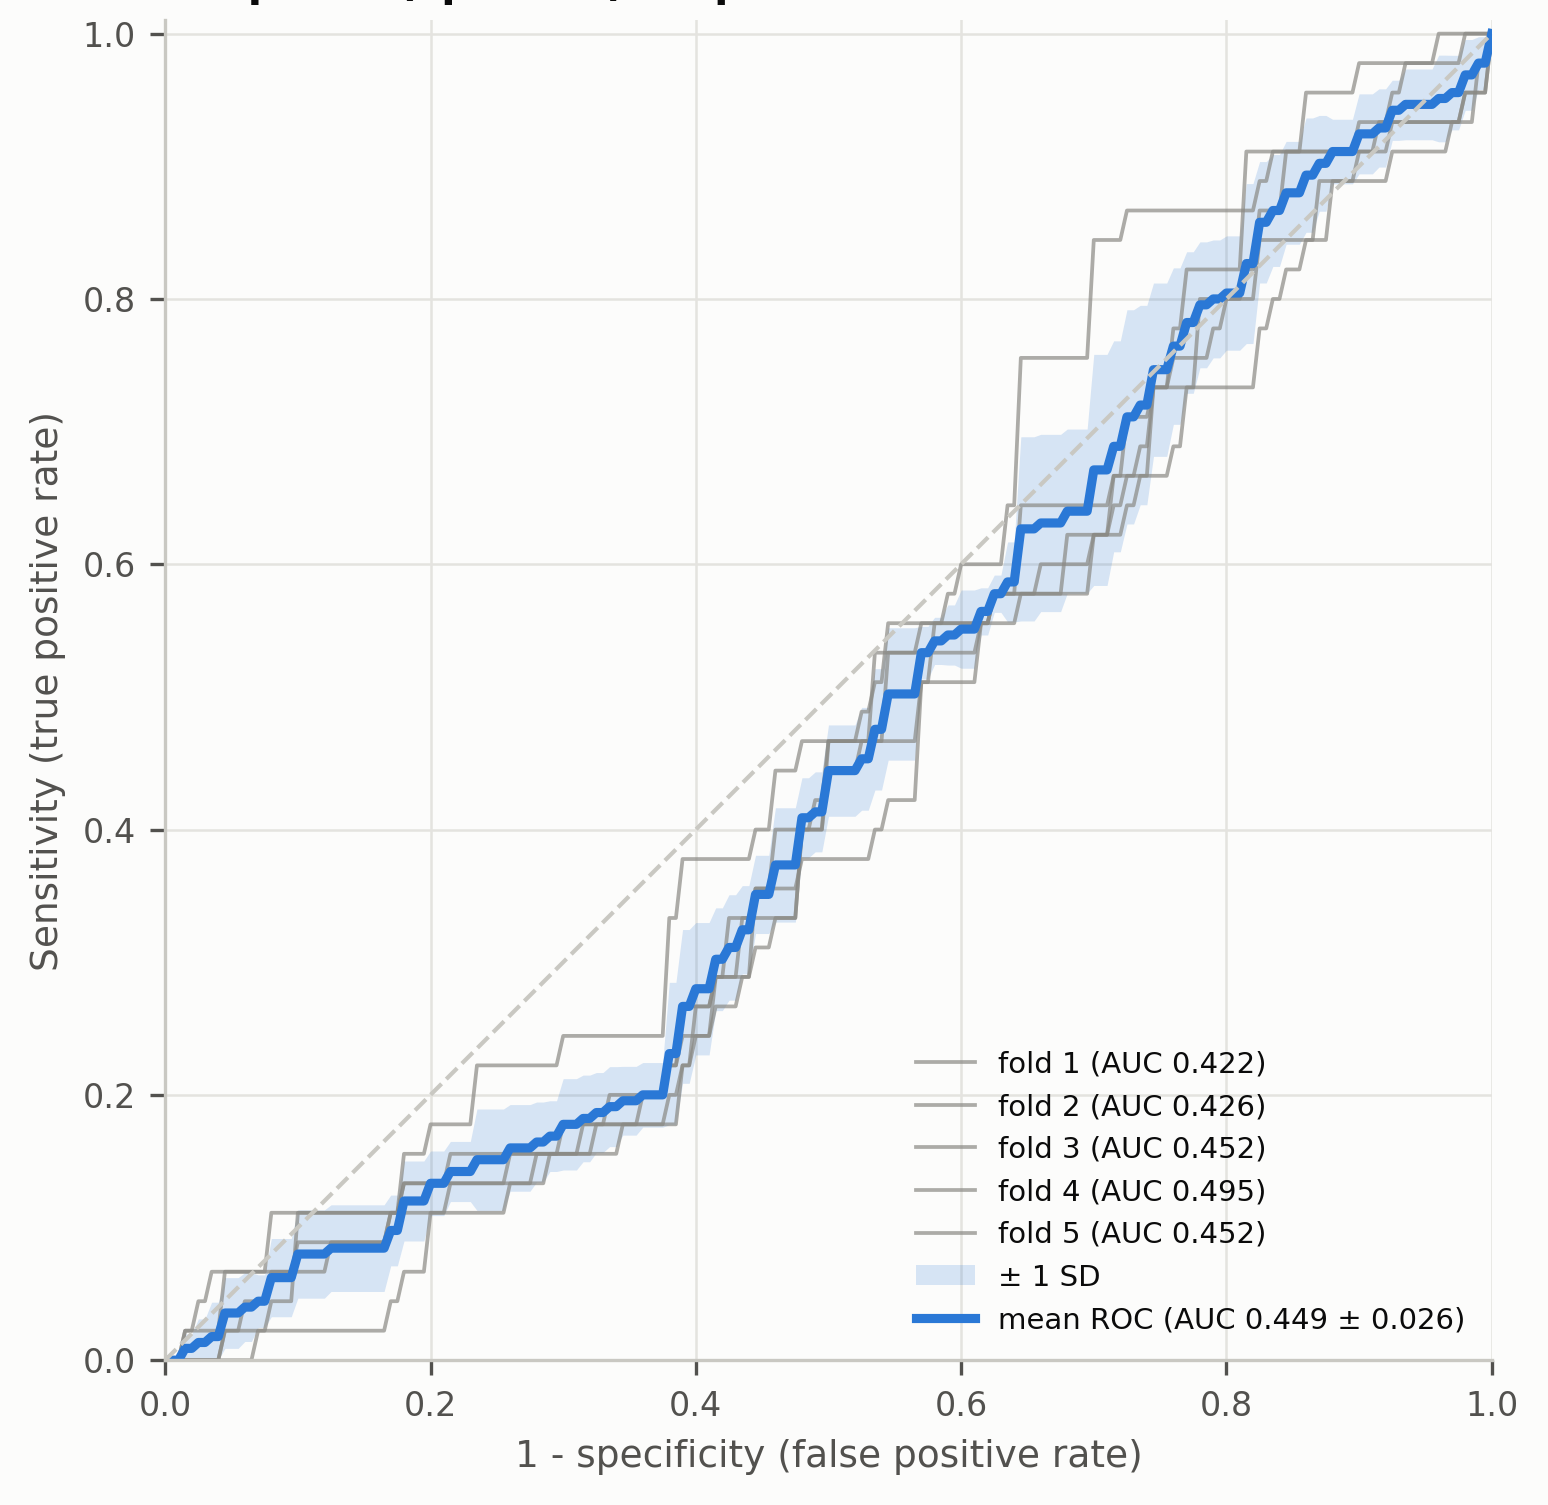 1.0
0.8
0.6
0.4
0.2
0.0
Sensitivity (true positive rate)
fold 1 (AUC 0.422)
fold 2 (AUC 0.426)
fold 3 (AUC 0.452)
fold 4 (AUC 0.495)
fold 5 (AUC 0.452)
± 1 SD
mean ROC (AUC 0.449 ± 0.026)
0.0 0.2 0.4 0.6 0.8 1.0
1 - specificity (false positive rate)